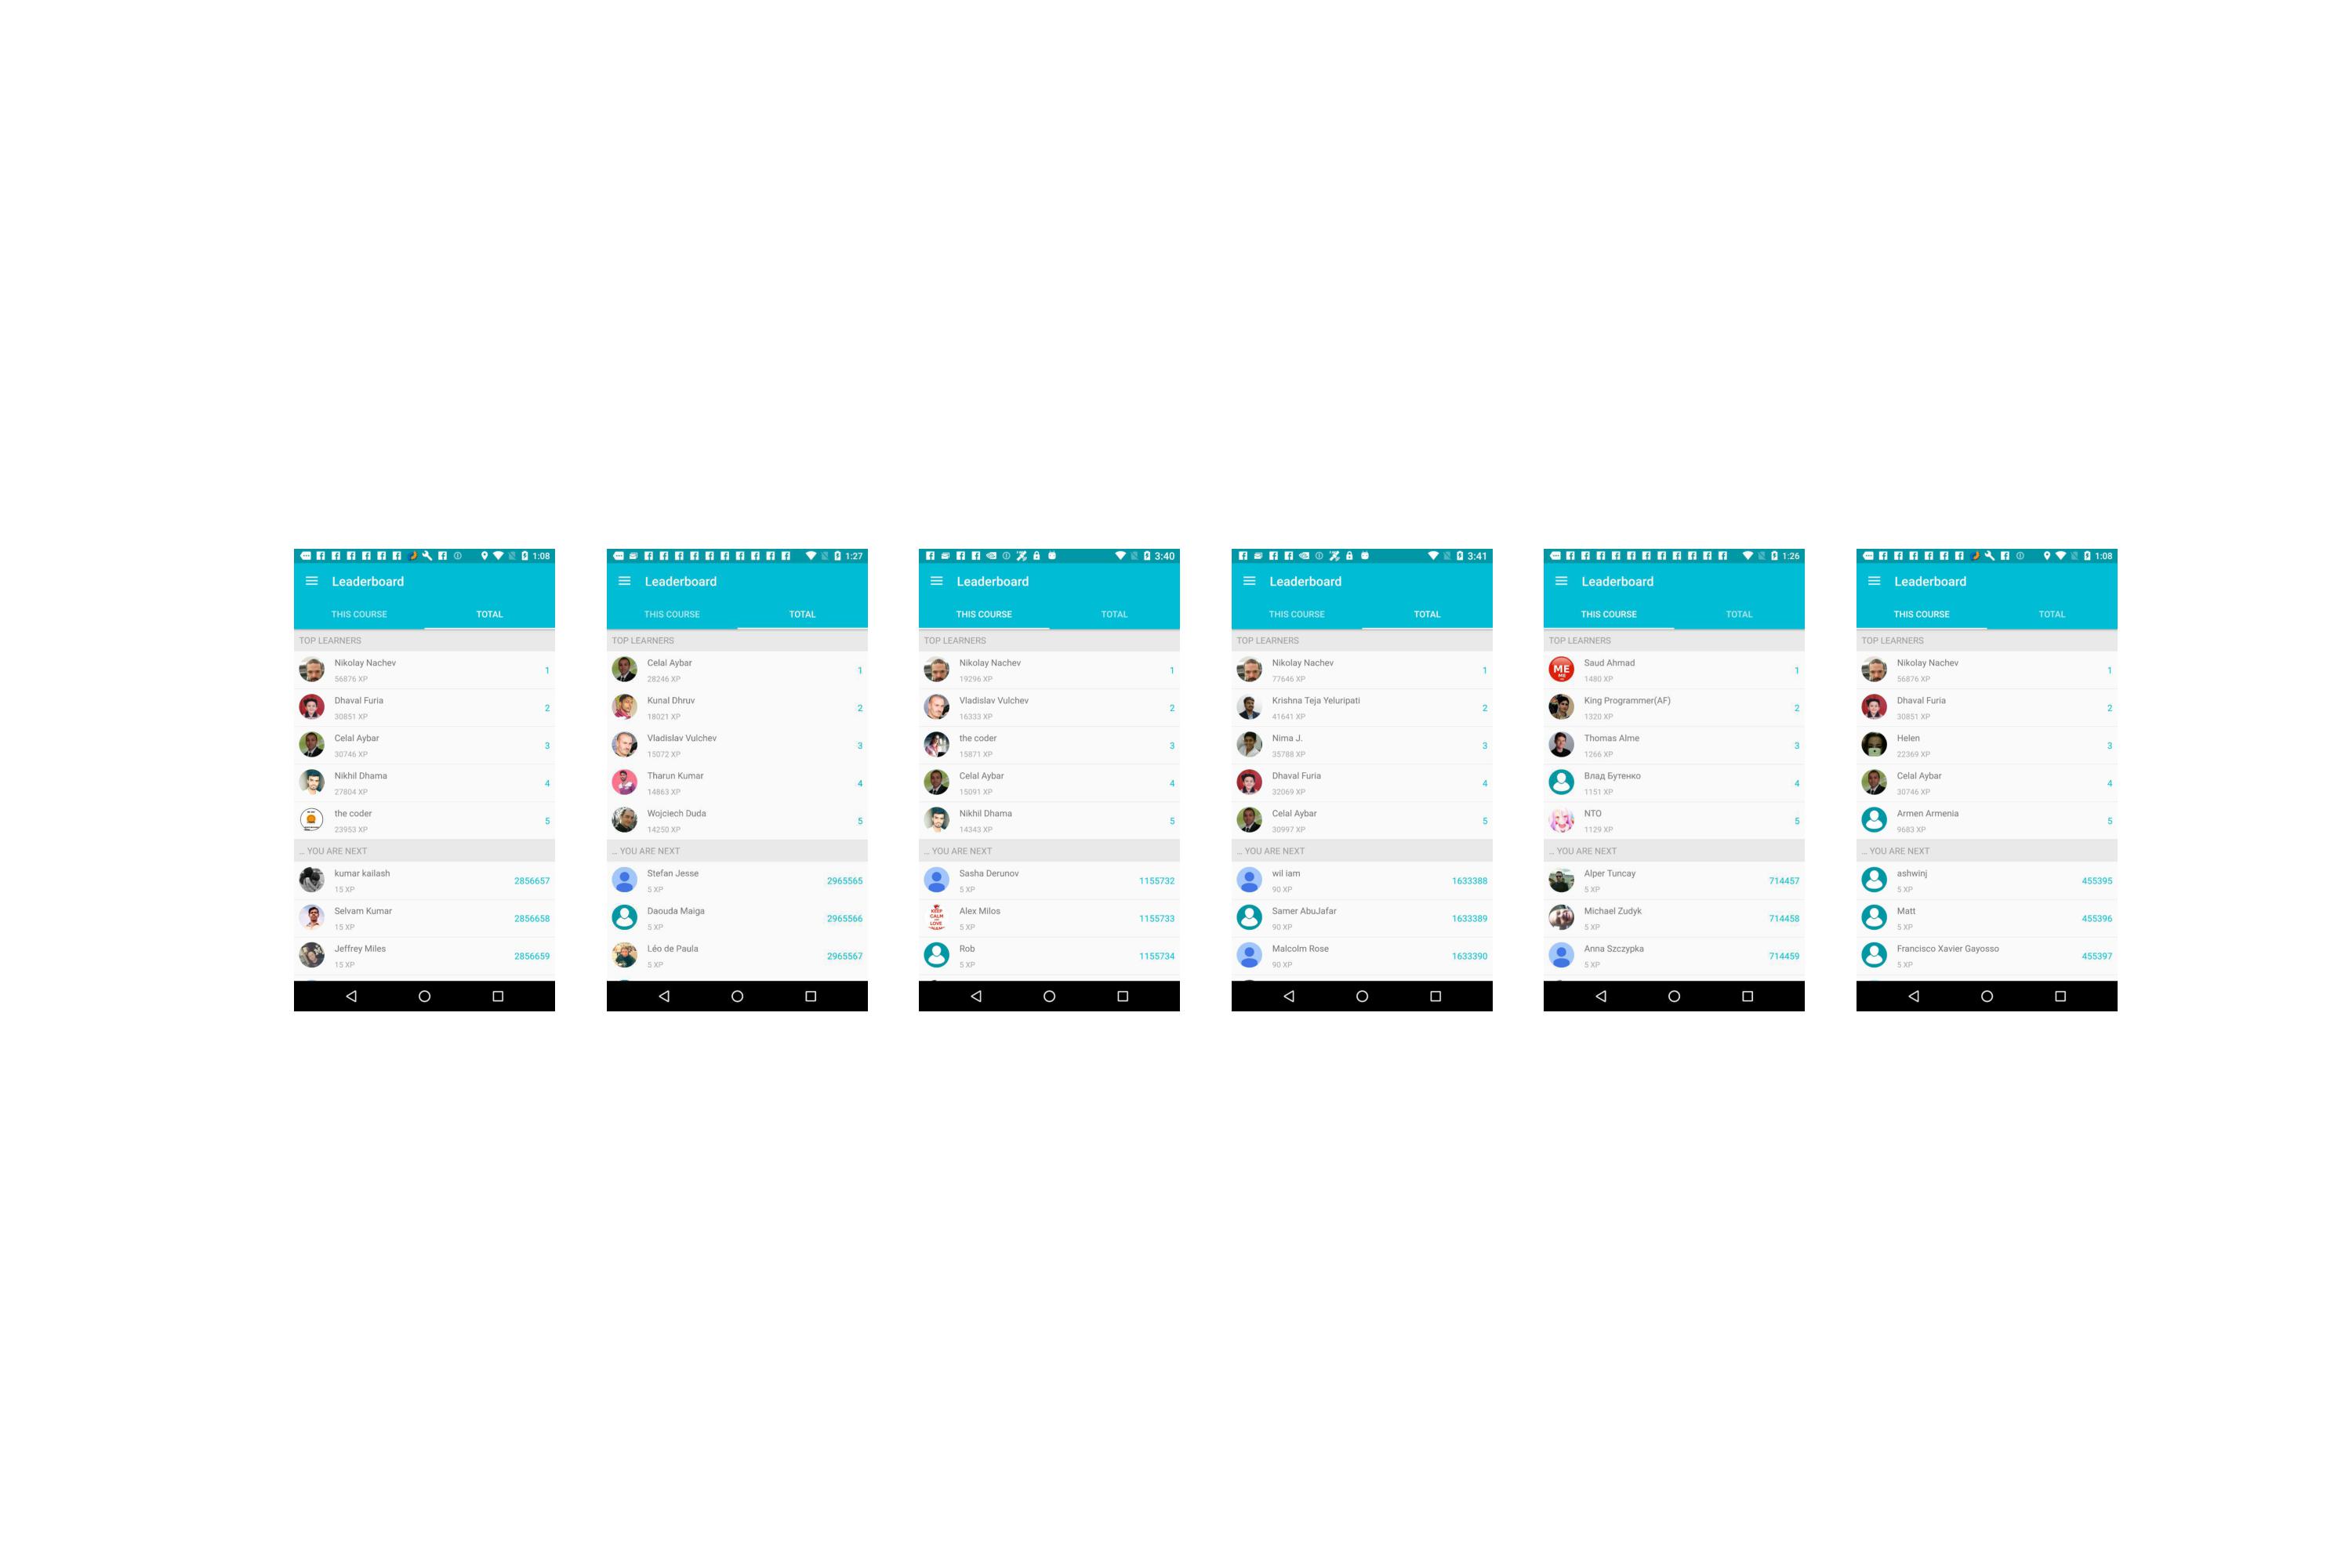 1:08
Leaderboard
THIS COURSE TOTAL
TOP LEARNERS
Nikolay Nachev
56876 XP
1
Dhaval Furia
30851 XP
2
Celal Aybar
30746 XP
3
Nikhil Dhama
27804 XP
4
the coder
23953 XP
5
... YOU ARE NEXT
kumar kailash
15 XP
2856657
Selvam Kumar
15 XP
2856658
Jeffrey Miles
15 XP
2856659
1:27
Leaderboard
THIS COURSE TOTAL
TOP LEARNERS
Celal Aybar
28246 XP
1
Kunal Dhruv
18021 XP
2
Vladislav Vulchev
15072 XP
3
Tharun Kumar
14863 XP
4
Wojciech Duda
14250 XP
5
... YOU ARE NEXT
Stefan Jesse
5 XP
2965565
Daouda Maiga
5 XP
2965566
Léo de Paula
5 XP
2965567
3:40
Leaderboard
THIS COURSE TOTAL
TOP LEARNERS
Nikolay Nachev
19296 XP
1
Vladislav Vulchev
16333 XP
2
the coder
15871 XP
3
Celal Aybar
15091 XP
4
Nikhil Dhama
14343 XP
5
... YOU ARE NEXT
Sasha Derunov
5 XP
1155732
KEEP
CALM
LOVE
Alex Milos
5 XP
1155733
Rob
5 XP
1155734
3:41
Leaderboard
THIS COURSE TOTAL
TOP LEARNERS
Nikolay Nachev
77646 XP
1
Krishna Teja Yeluripati
41641 XP
2
Nima J.
35788 XP
3
Dhaval Furia
32069 XP
4
Celal Aybar
30997 XP
5
... YOU ARE NEXT
wil iam
90 XP
1633388
Samer AbuJafar
90 XP
1633389
Malcolm Rose
90 XP
1633390
1:26
Leaderboard
THIS COURSE TOTAL
TOP LEARNERS
ME
Saud Ahmad
1480 XP
1
King Programmer(AF)
1320 XP
2
Thomas Alme
1266 XP
3
Влад Бутенко
1151 XP
4
NTO
1129 XP
5
... YOU ARE NEXT
Alper Tuncay
5 XP
714457
Michael Zudyk
5 XP
714458
Anna Szczypka
5 XP
714459
1:08
Leaderboard
THIS COURSE TOTAL
TOP LEARNERS
Nikolay Nachev
56876 XP
1
Dhaval Furia
30851 XP
2
Helen
22369 XP
3
Celal Aybar
30746 XP
4
Armen Armenia
9683 XP
5
... YOU ARE NEXT
ashwinj
5 XP
455395
Matt
5 XP
455396
Francisco Xavier Gayosso
5 XP
455397